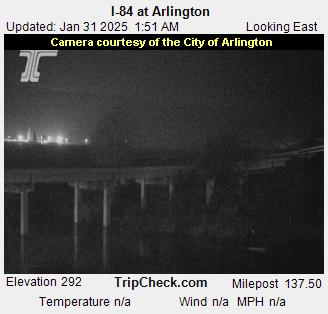 I-84 at Arlington
Updated: Jan 31 2025 1:51 AM Looking East
Camera courtesy of the City of Arlington
Elevation 292 TripCheck.com Milepost 137.50
Temperature n/a Wind n/a MPH n/a